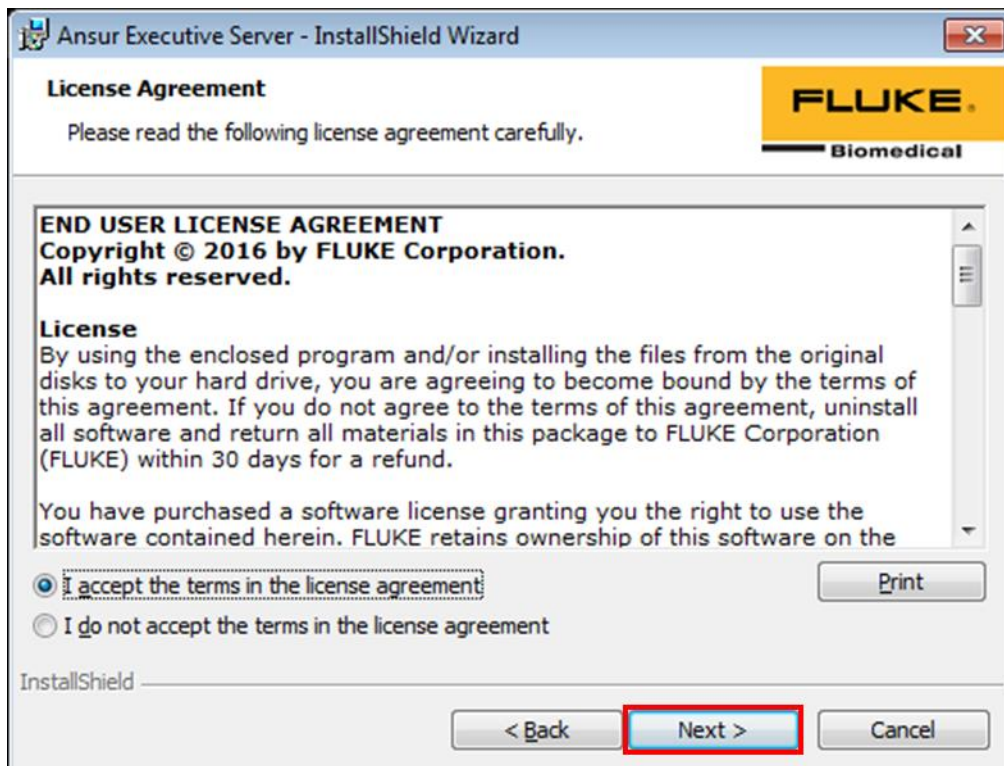 Ansur Executive Server - InstallShield Wizard
License Agreement
Please read the following license agreement carefully.
FLUKE®
Biomedical
END USER LICENSE AGREEMENT
Copyright © 2016 by FLUKE Corporation.
All rights reserved.
License
By using the enclosed program and/or installing the files from the original
disks to your hard drive, you are agreeing to become bound by the terms of
this agreement. If you do not agree to the terms of this agreement, uninstall
all software and return all materials in this package to FLUKE Corporation
(FLUKE) within 30 days for a refund.
You have purchased a software license granting you the right to use the
software contained herein. FLUKE retains ownership of this software on the
I accept the terms in the license agreement
Print
I do not accept the terms in the license agreement
InstallShield
< Back
Next >
Cancel